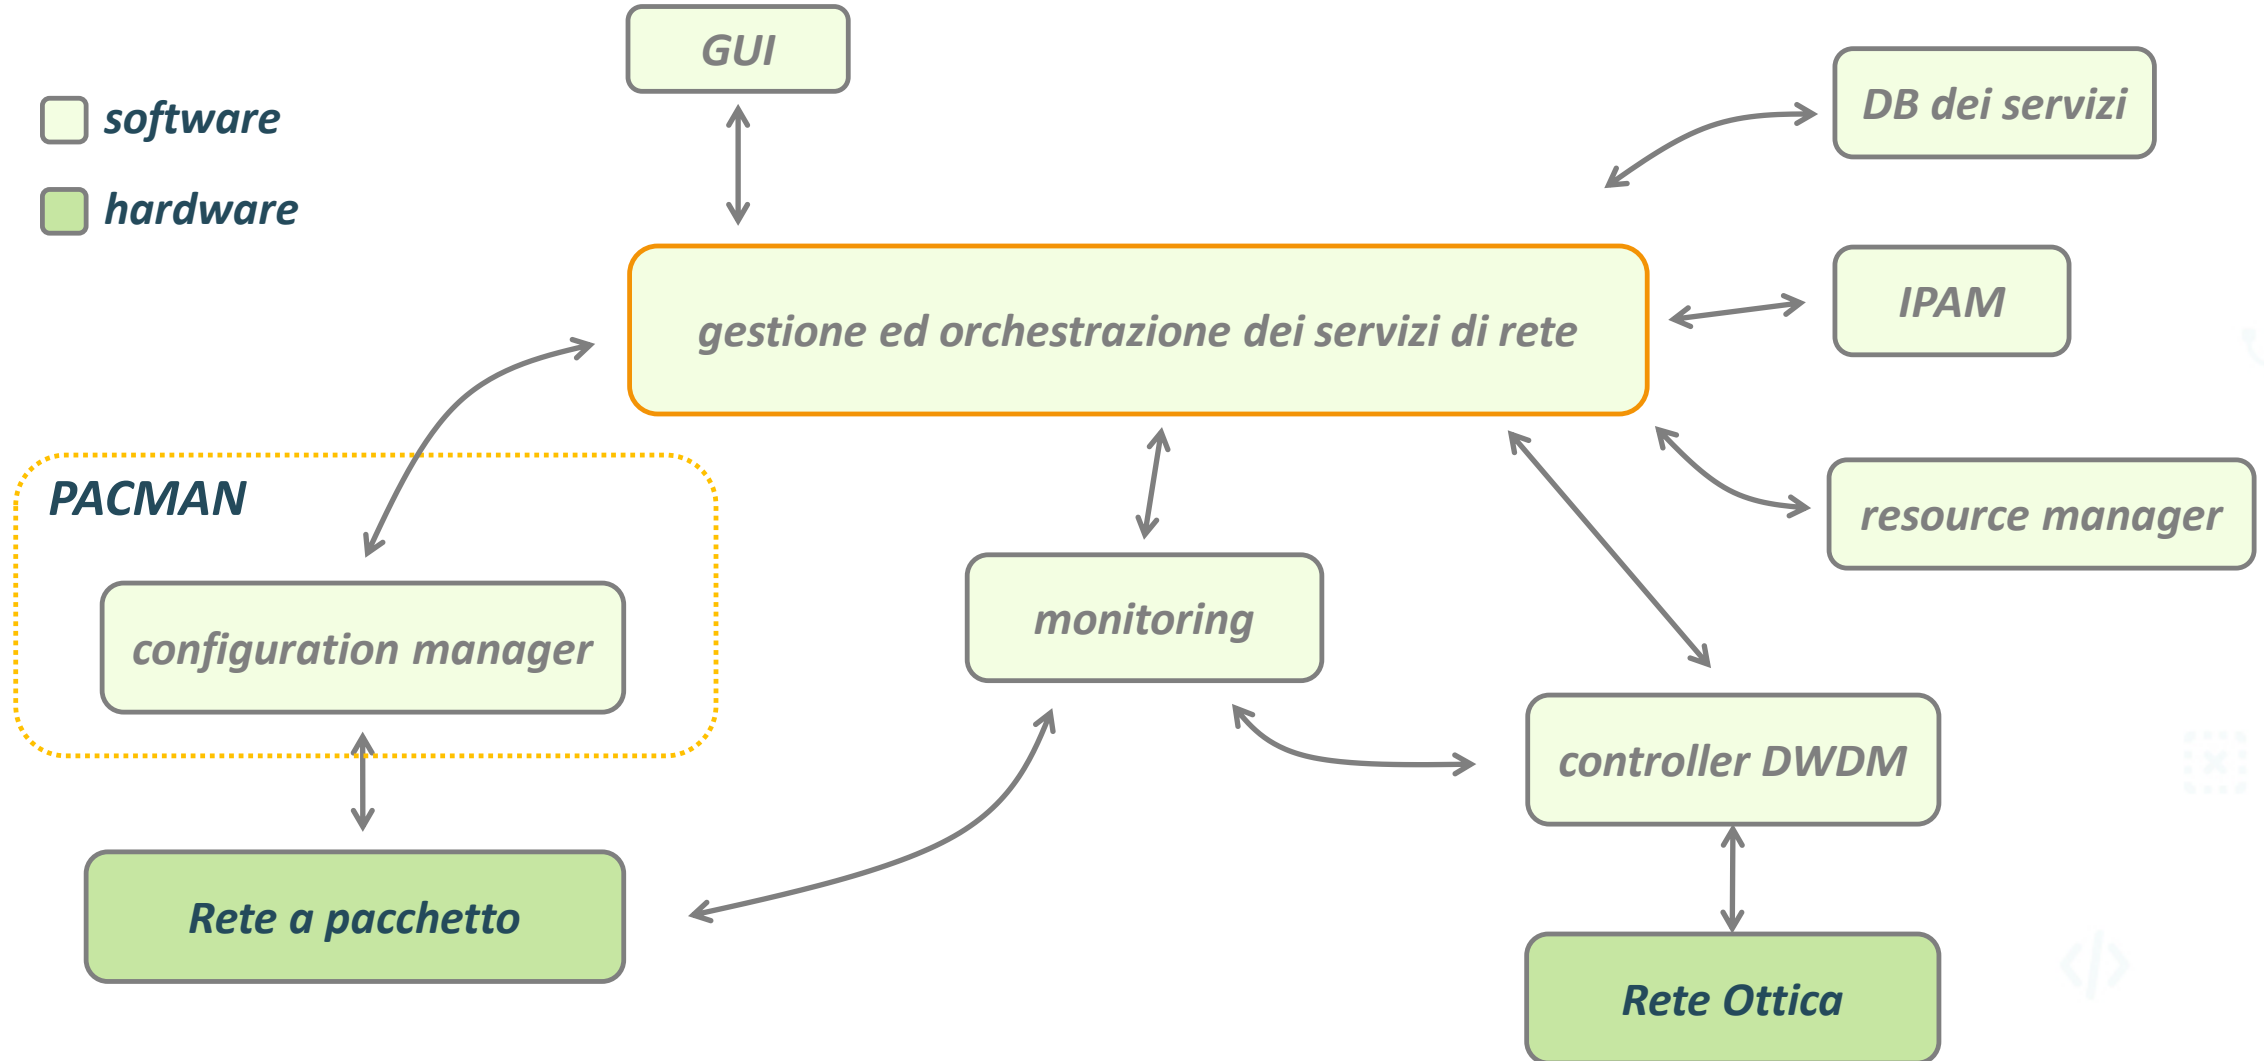 GUI
software
DB dei servizi
hardware
gestione ed orchestrazione dei servizi di rete
IPAM
PACMAN
resource manager
configuration manager
monitoring
controller DWDM
Rete a pacchetto
Rete Ottica